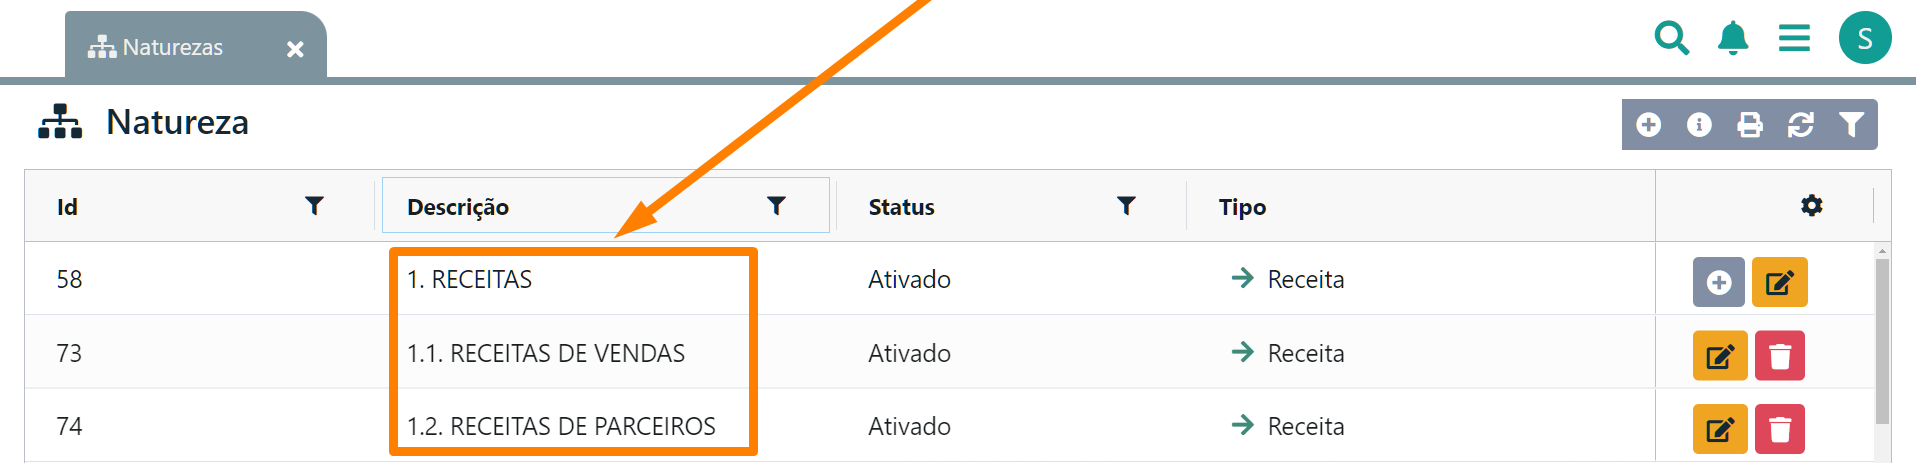 Naturezas
S
Natureza
Id Descrição Status Tipo
58 1. RECEITAS Ativado Receita
73 1.1. RECEITAS DE VENDAS Ativado Receita
74 1.2. RECEITAS DE PARCEIROS Ativado Receita